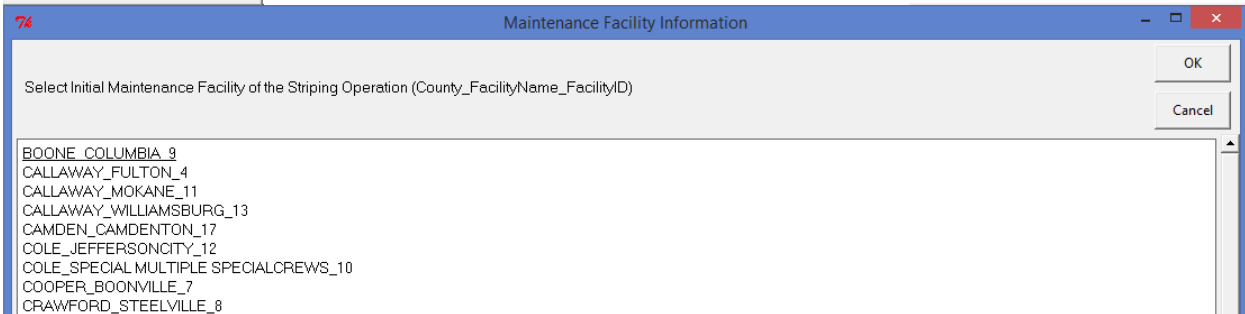 Maintenance Facility Information
OK
Select Initial Maintenance Facility of the Striping Operation (County_FacilityName_FacilityID)
Cancel
BOONE_COLUMBIA_9
CALLAWAY_FULTON_4
CALLAWAY_MOKANE_11
CALLAWAY_WILLIAMSBURG_13
CAMDEN_CAMDENTON_17
COLE_JEFFERSONCITY_12
COLE_SPECIAL MULTIPLE SPECIALCREWS_10
COOPER_BOONVILLE_7
CRAWFORD_STEELVILLE_8